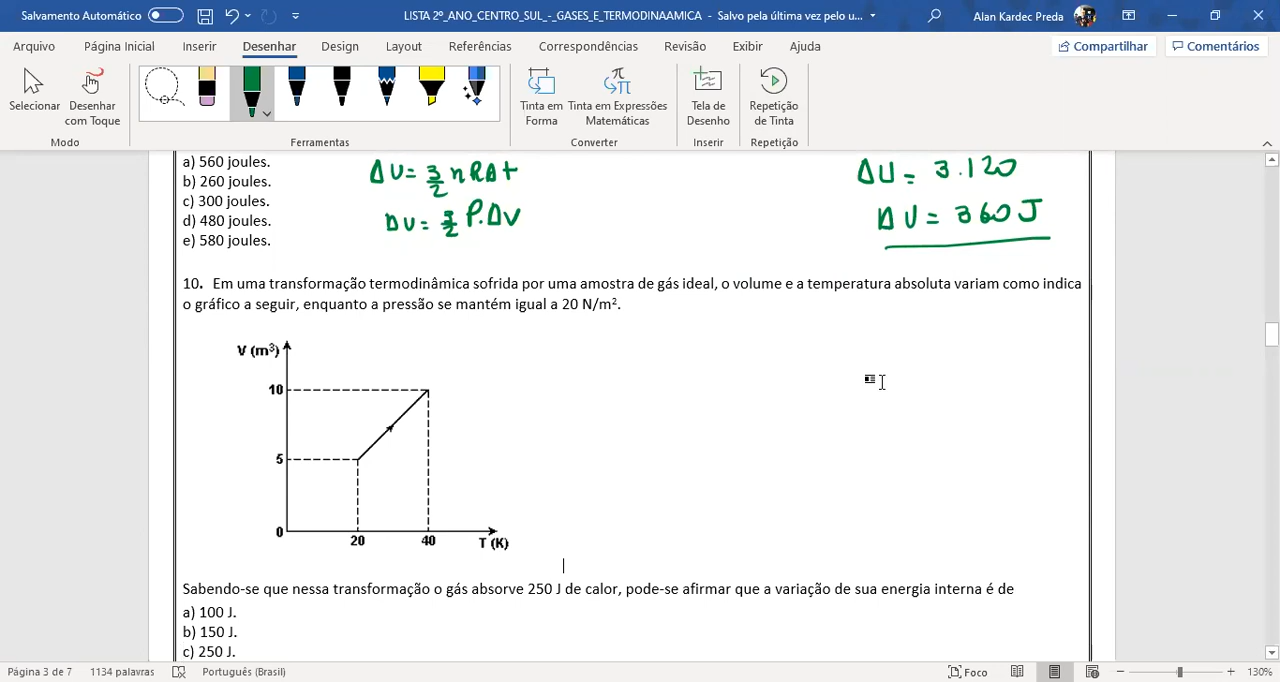 Salvamento Automático
LISTA 2º_ANO_CENTRO_SUL_-_GASES_E_TERMODINAAMICA - Salvo pela última vez pelo u...
Alan Kardec Preda
Arquivo Página Inicial Inserir Desenhar Design Layout Referências Correspondências Revisão Exibir Ajuda
Compartilhar Comentários
Selecionar
Desenhar com Toque
Tinta em Forma
Tinta em Expressões Matemáticas
Tela de Desenho
Repetição de Tinta
Modo Ferramentas Converter Inserir Repetição
a) 560 joules.
b) 260 joules.
c) 300 joules.
d) 480 joules.
e) 580 joules.
ΔU = 3/2 n R Δt
ΔU = 3/2 P.ΔV
ΔU = 3.120
ΔU = 360 J
10. Em uma transformação termodinâmica sofrida por uma amostra de gás ideal, o volume e a temperatura absoluta variam como indica
o gráfico a seguir, enquanto a pressão se mantém igual a 20 N/m².
V (m³)
10
5
0
20 40 T (K)
Sabendo-se que nessa transformação o gás absorve 250 J de calor, pode-se afirmar que a variação de sua energia interna é de
a) 100 J.
b) 150 J.
c) 250 J.
Página 3 de 7 1134 palavras Português (Brasil) Foco 130%